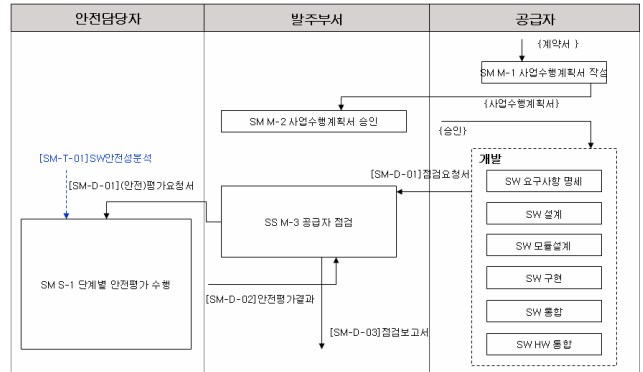 안전담당자
발주부서
공급자
{계약서 }
SM M-1 사업수행계획서 작성
{사업수행계획서}
SM M-2 사업수행계획서 승인
{승인}
[SM-T-01]SW안전성분석
[SM-D-01](안전)평가요청서
[SM-D-01]점검요청서
개발
SW 요구사항 명세
SW 설계
SW 모듈설계
SW 구현
SW 통합
SW HW 통합
SS M-3 공급자 점검
SM S-1 단계별 안전평가 수행
[SM-D-02]안전평가결과
[SM-D-03]점검보고서